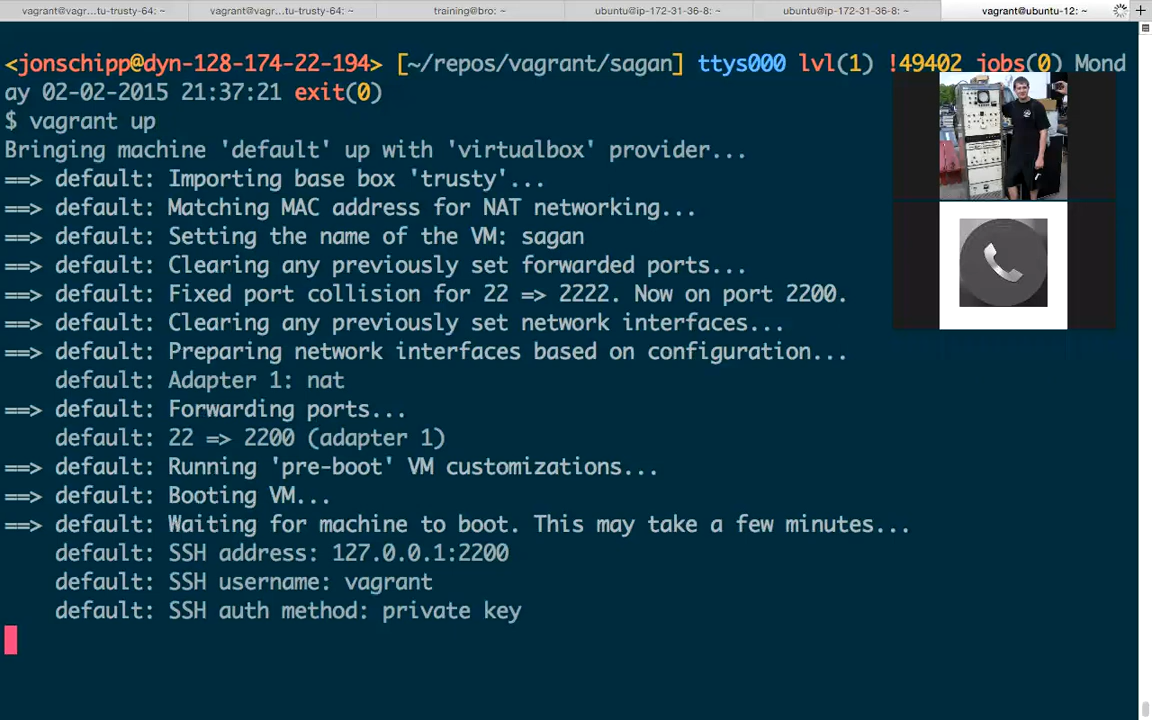 vagrant@vagr...tu-trusty-64: ~ vagrant@vagr...tu-trusty-64: ~ training@bro: ~ ubuntu@ip-172-31-36-8: ~ ubuntu@ip-172-31-36-8: ~ vagrant@ubuntu-12: ~
<jonschipp@dyn-128-174-22-194> [~/repos/vagrant/sagan] ttys000 lvl(1) !49402 jobs(0) Mond
ay 02-02-2015 21:37:21 exit(0)
$ vagrant up
Bringing machine 'default' up with 'virtualbox' provider...
==> default: Importing base box 'trusty'...
==> default: Matching MAC address for NAT networking...
==> default: Setting the name of the VM: sagan
==> default: Clearing any previously set forwarded ports...
==> default: Fixed port collision for 22 => 2222. Now on port 2200.
==> default: Clearing any previously set network interfaces...
==> default: Preparing network interfaces based on configuration...
    default: Adapter 1: nat
==> default: Forwarding ports...
    default: 22 => 2200 (adapter 1)
==> default: Running 'pre-boot' VM customizations...
==> default: Booting VM...
==> default: Waiting for machine to boot. This may take a few minutes...
    default: SSH address: 127.0.0.1:2200
    default: SSH username: vagrant
    default: SSH auth method: private key